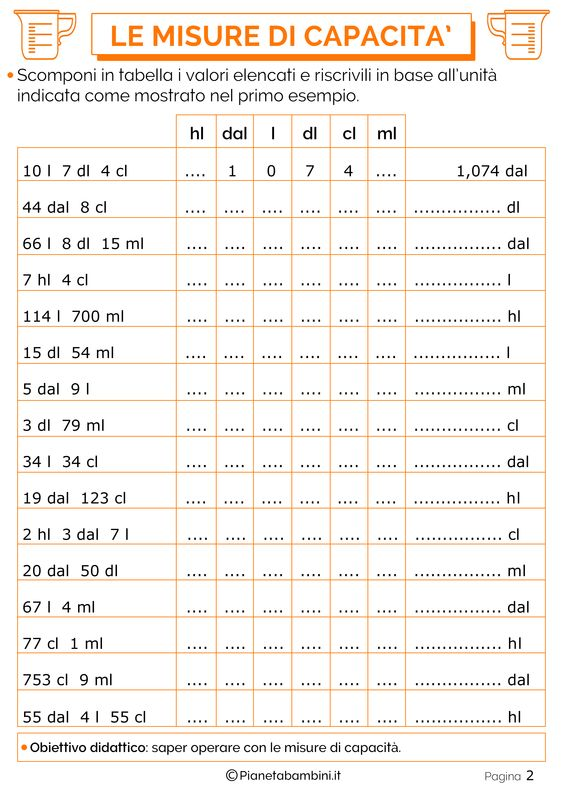 LE MISURE DI CAPACITA’
• Scomponi in tabella i valori elencati e riscrivili in base all’unità
indicata come mostrato nel primo esempio.
hl dal l dl cl ml
10 l 7 dl 4 cl .... 1 0 7 4 .... 1,074 dal
44 dal 8 cl .... .... .... .... .... .... ................ dl
66 l 8 dl 15 ml .... .... .... .... .... .... ................ dal
7 hl 4 cl .... .... .... .... .... .... ................ l
114 l 700 ml .... .... .... .... .... .... ................ hl
15 dl 54 ml .... .... .... .... .... .... ................ l
5 dal 9 l .... .... .... .... .... .... ................ ml
3 dl 79 ml .... .... .... .... .... .... ................ cl
34 l 34 cl .... .... .... .... .... .... ................ dal
19 dal 123 cl .... .... .... .... .... .... ................ hl
2 hl 3 dal 7 l .... .... .... .... .... .... ................ cl
20 dal 50 dl .... .... .... .... .... .... ................ ml
67 l 4 ml .... .... .... .... .... .... ................ dal
77 cl 1 ml .... .... .... .... .... .... ................ hl
753 cl 9 ml .... .... .... .... .... .... ................ dal
55 dal 4 l 55 cl .... .... .... .... .... .... ................ hl
• Obiettivo didattico: saper operare con le misure di capacità.
©Pianetabambini.it
Pagina 2